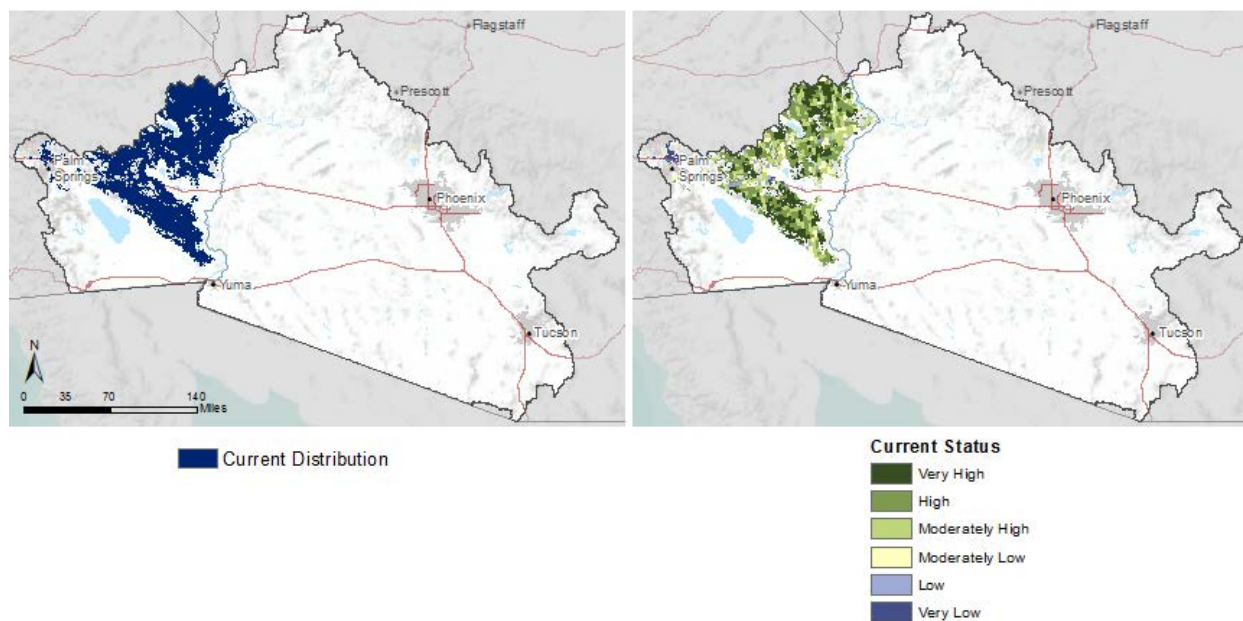 Flagstaff
Prescott
Palm
Springs
Phoenix
Yuma
Tucson
N
0 35 70 140
Miles
Current Distribution
Flagstaff
Prescott
Palm
Springs
Phoenix
Yuma
Tucson
Current Status
Very High
High
Moderately High
Moderately Low
Low
Very Low